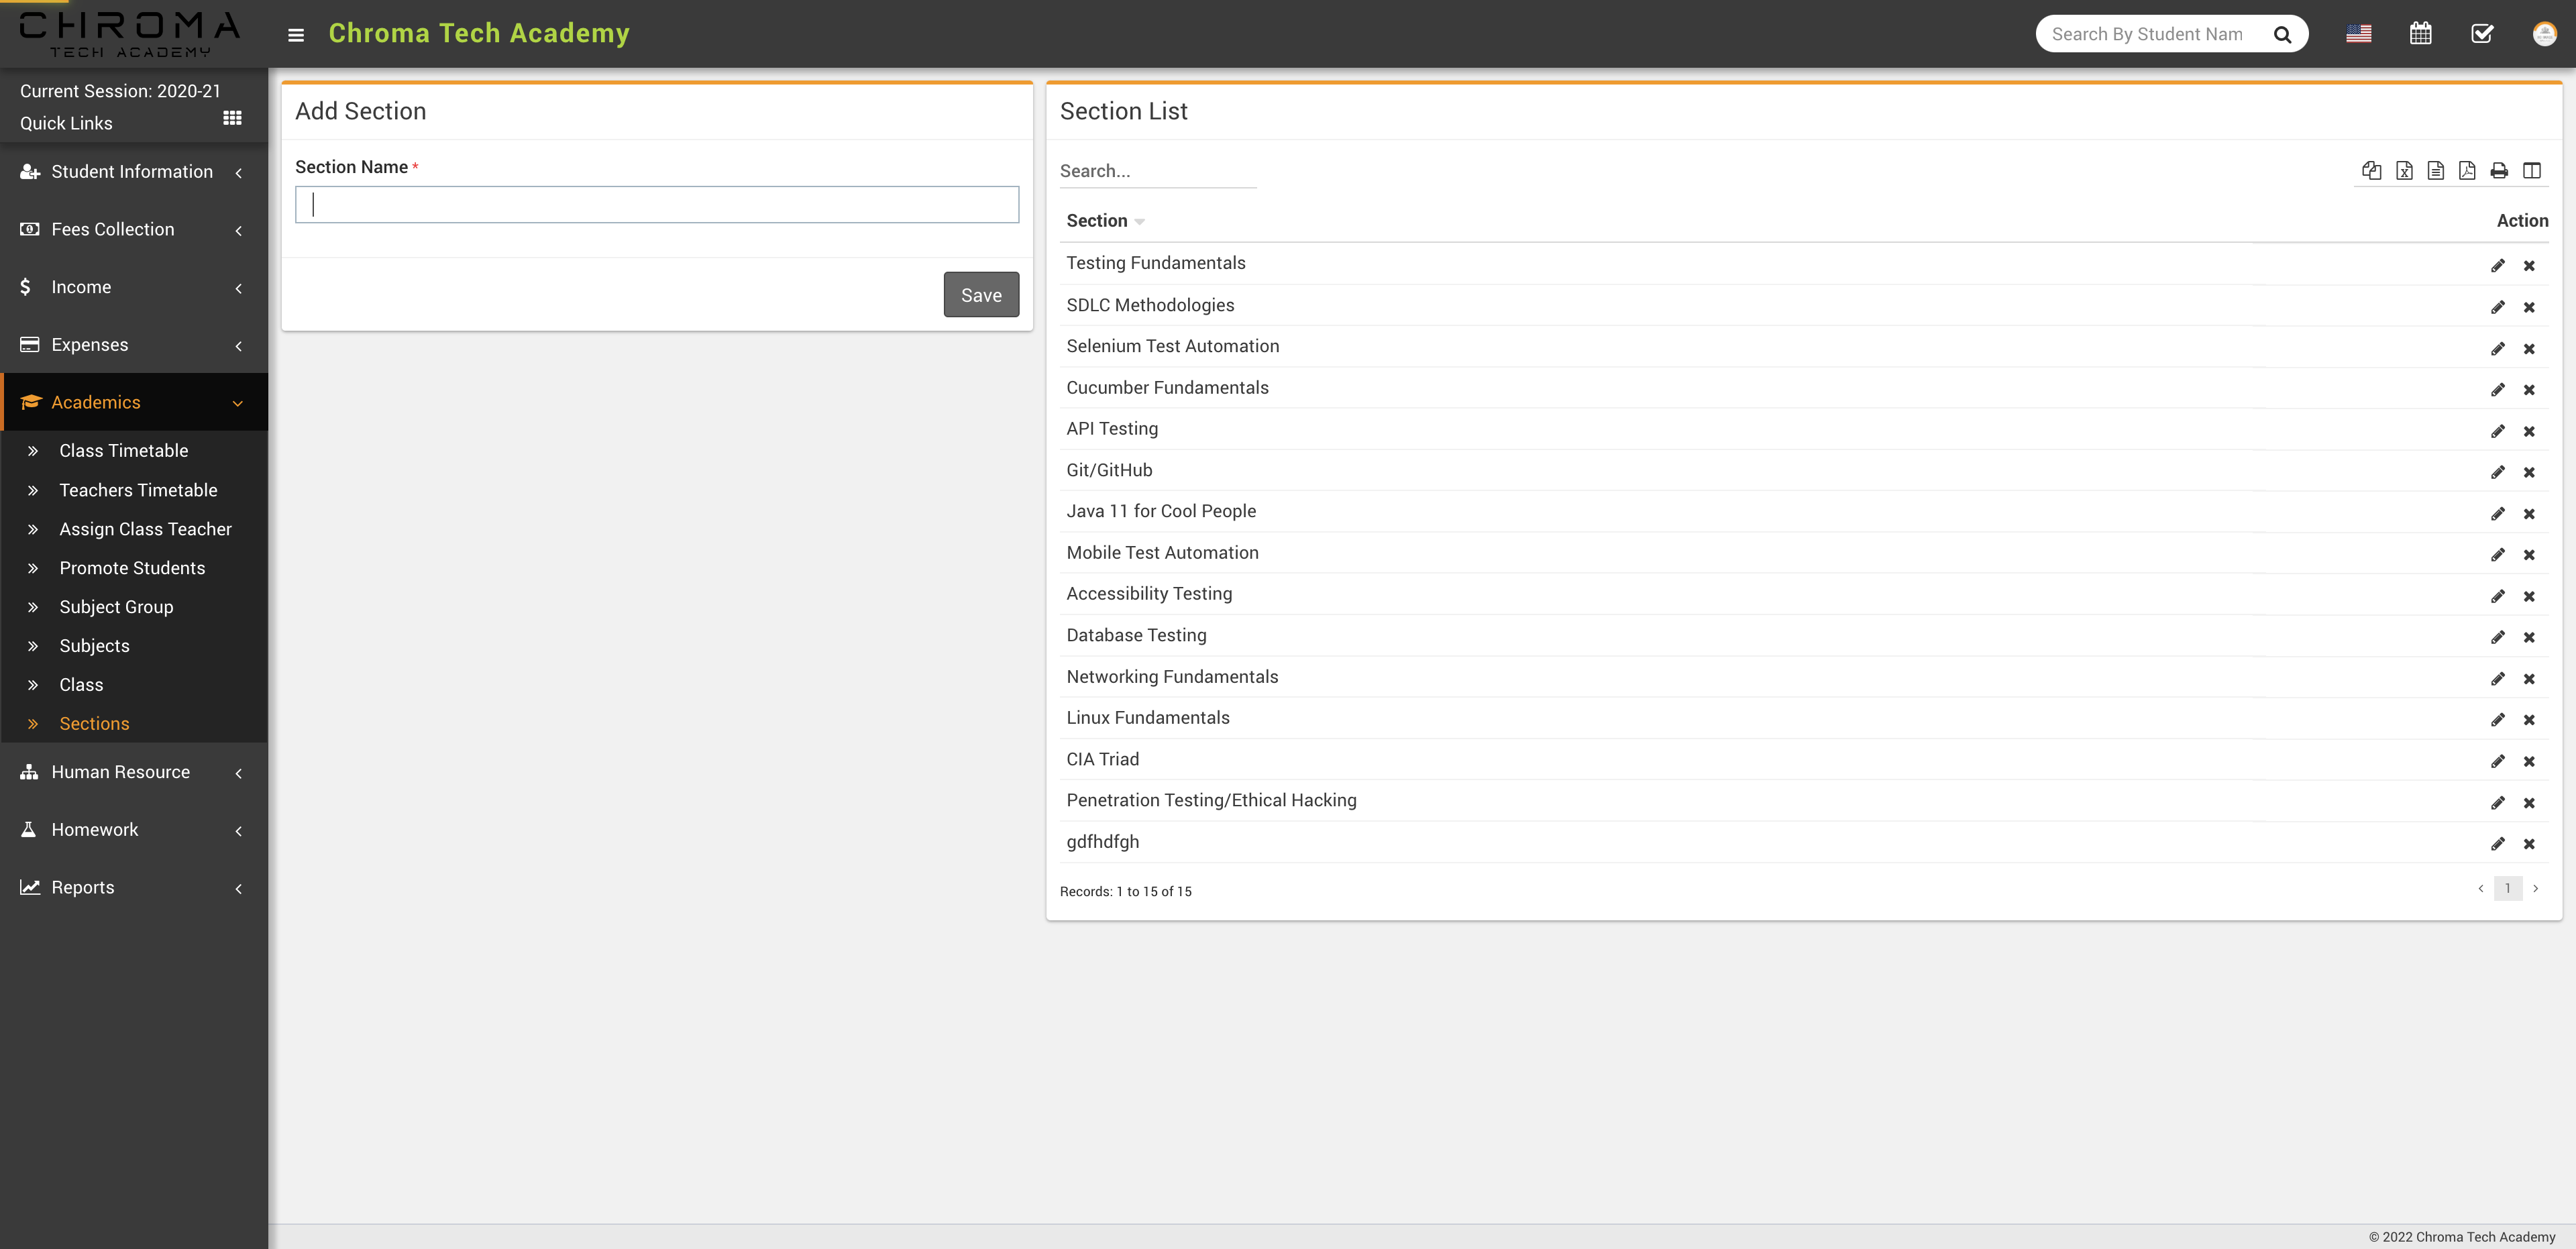 CHROMA
TECH ACADEMY
Chroma Tech Academy
Search By Student Nam
Current Session: 2020-21
Quick Links
Student Information
Fees Collection
Income
Expenses
Academics
Class Timetable
Teachers Timetable
Assign Class Teacher
Promote Students
Subject Group
Subjects
Class
Sections
Human Resource
Homework
Reports
Add Section
Section Name *
Save
Section List
Search...
Section Action
Testing Fundamentals
SDLC Methodologies
Selenium Test Automation
Cucumber Fundamentals
API Testing
Git/GitHub
Java 11 for Cool People
Mobile Test Automation
Accessibility Testing
Database Testing
Networking Fundamentals
Linux Fundamentals
CIA Triad
Penetration Testing/Ethical Hacking
gdfhdfgh
Records: 1 to 15 of 15
1
© 2022 Chroma Tech Academy